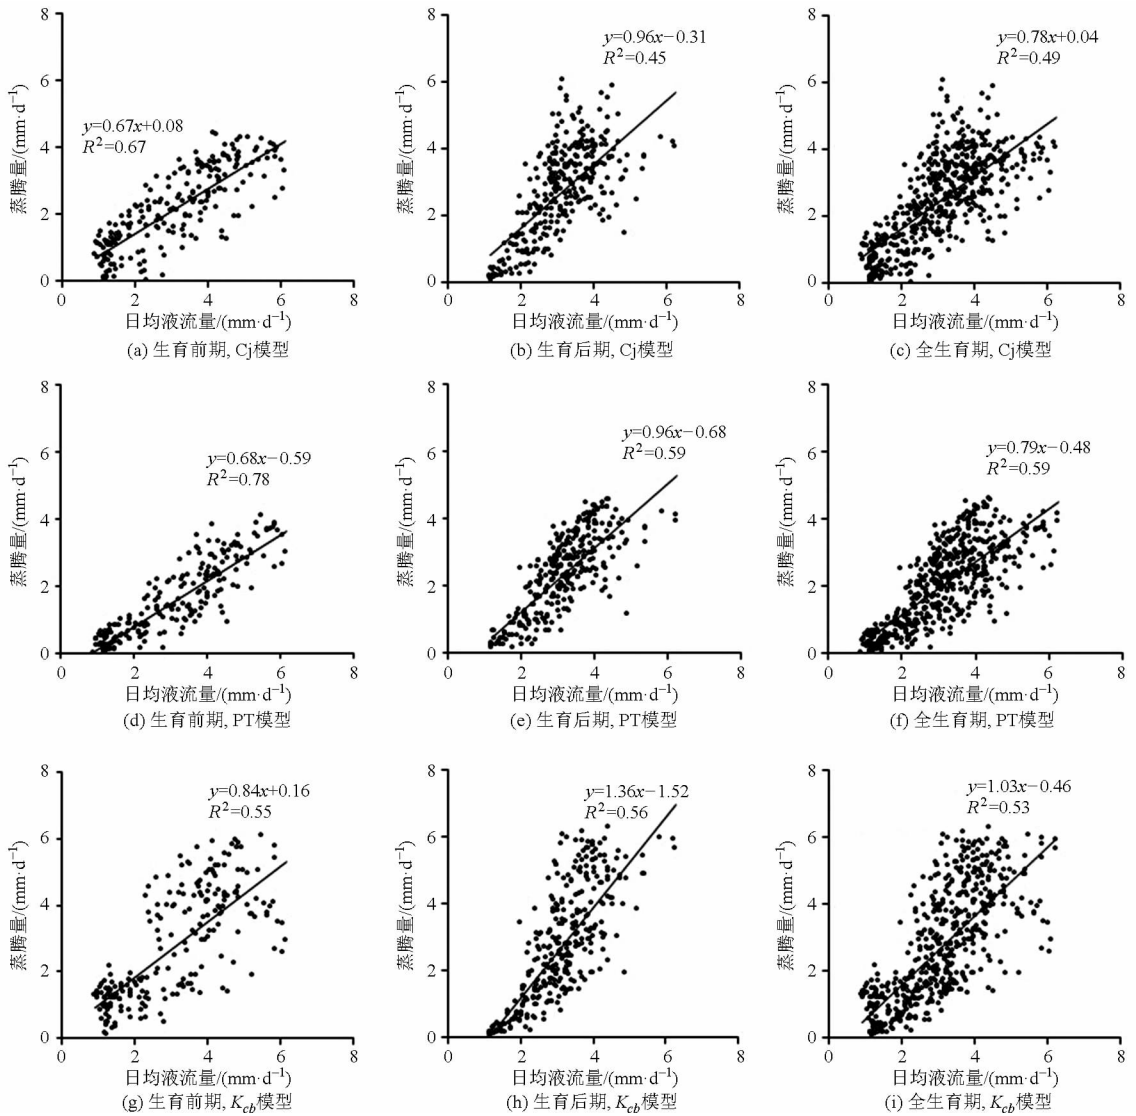 8
6
4
2
0
蒸腾量/(mm·d⁻¹)
y=0.67x+0.08
R²=0.67
0 2 4 6 8
日均液流量/(mm·d⁻¹)
(a) 生育前期, Cj模型
8
6
4
2
0
蒸腾量/(mm·d⁻¹)
y=0.96x−0.31
R²=0.45
0 2 4 6 8
日均液流量/(mm·d⁻¹)
(b) 生育后期, Cj模型
8
6
4
2
0
蒸腾量/(mm·d⁻¹)
y=0.78x+0.04
R²=0.49
0 2 4 6 8
日均液流量/(mm·d⁻¹)
(c) 全生育期, Cj模型
8
6
4
2
0
蒸腾量/(mm·d⁻¹)
y=0.68x−0.59
R²=0.78
0 2 4 6 8
日均液流量/(mm·d⁻¹)
(d) 生育前期, PT模型
8
6
4
2
0
蒸腾量/(mm·d⁻¹)
y=0.96x−0.68
R²=0.59
0 2 4 6 8
日均液流量/(mm·d⁻¹)
(e) 生育后期, PT模型
8
6
4
2
0
蒸腾量/(mm·d⁻¹)
y=0.79x−0.48
R²=0.59
0 2 4 6 8
日均液流量/(mm·d⁻¹)
(f) 全生育期, PT模型
8
6
4
2
0
蒸腾量/(mm·d⁻¹)
y=0.84x+0.16
R²=0.55
0 2 4 6 8
日均液流量/(mm·d⁻¹)
(g) 生育前期, Kcb模型
8
6
4
2
0
蒸腾量/(mm·d⁻¹)
y=1.36x−1.52
R²=0.56
0 2 4 6 8
日均液流量/(mm·d⁻¹)
(h) 生育后期, Kcb模型
8
6
4
2
0
蒸腾量/(mm·d⁻¹)
y=1.03x−0.46
R²=0.53
0 2 4 6 8
日均液流量/(mm·d⁻¹)
(i) 全生育期, Kcb模型